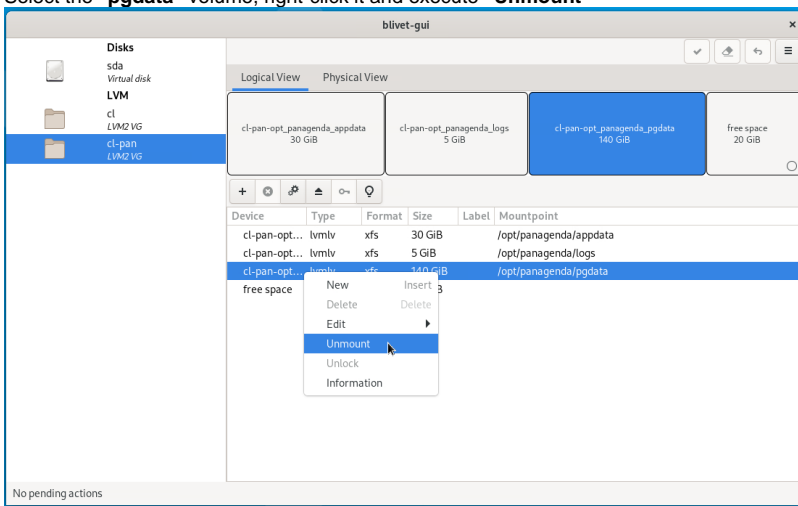 Select the "pgdata" volume, right-click it and execute "Unmount"
blivet-gui
Disks
sda
Virtual disk
LVM
cl
LVM2 VG
cl-pan
LVM2 VG
Logical View Physical View
cl-pan-opt_panagenda_appdata
30 GiB
cl-pan-opt_panagenda_logs
5 GiB
cl-pan-opt_panagenda_pgdata
140 GiB
free space
20 GiB
Device Type Format Size Label Mountpoint
cl-pan-opt... lvmlv xfs 30 GiB /opt/panagenda/appdata
cl-pan-opt... lvmlv xfs 5 GiB /opt/panagenda/logs
cl-pan-opt... lvmlv xfs 140 GiB /opt/panagenda/pgdata
free space
New Insert
Delete Delete
Edit
Unmount
Unlock
Information
No pending actions